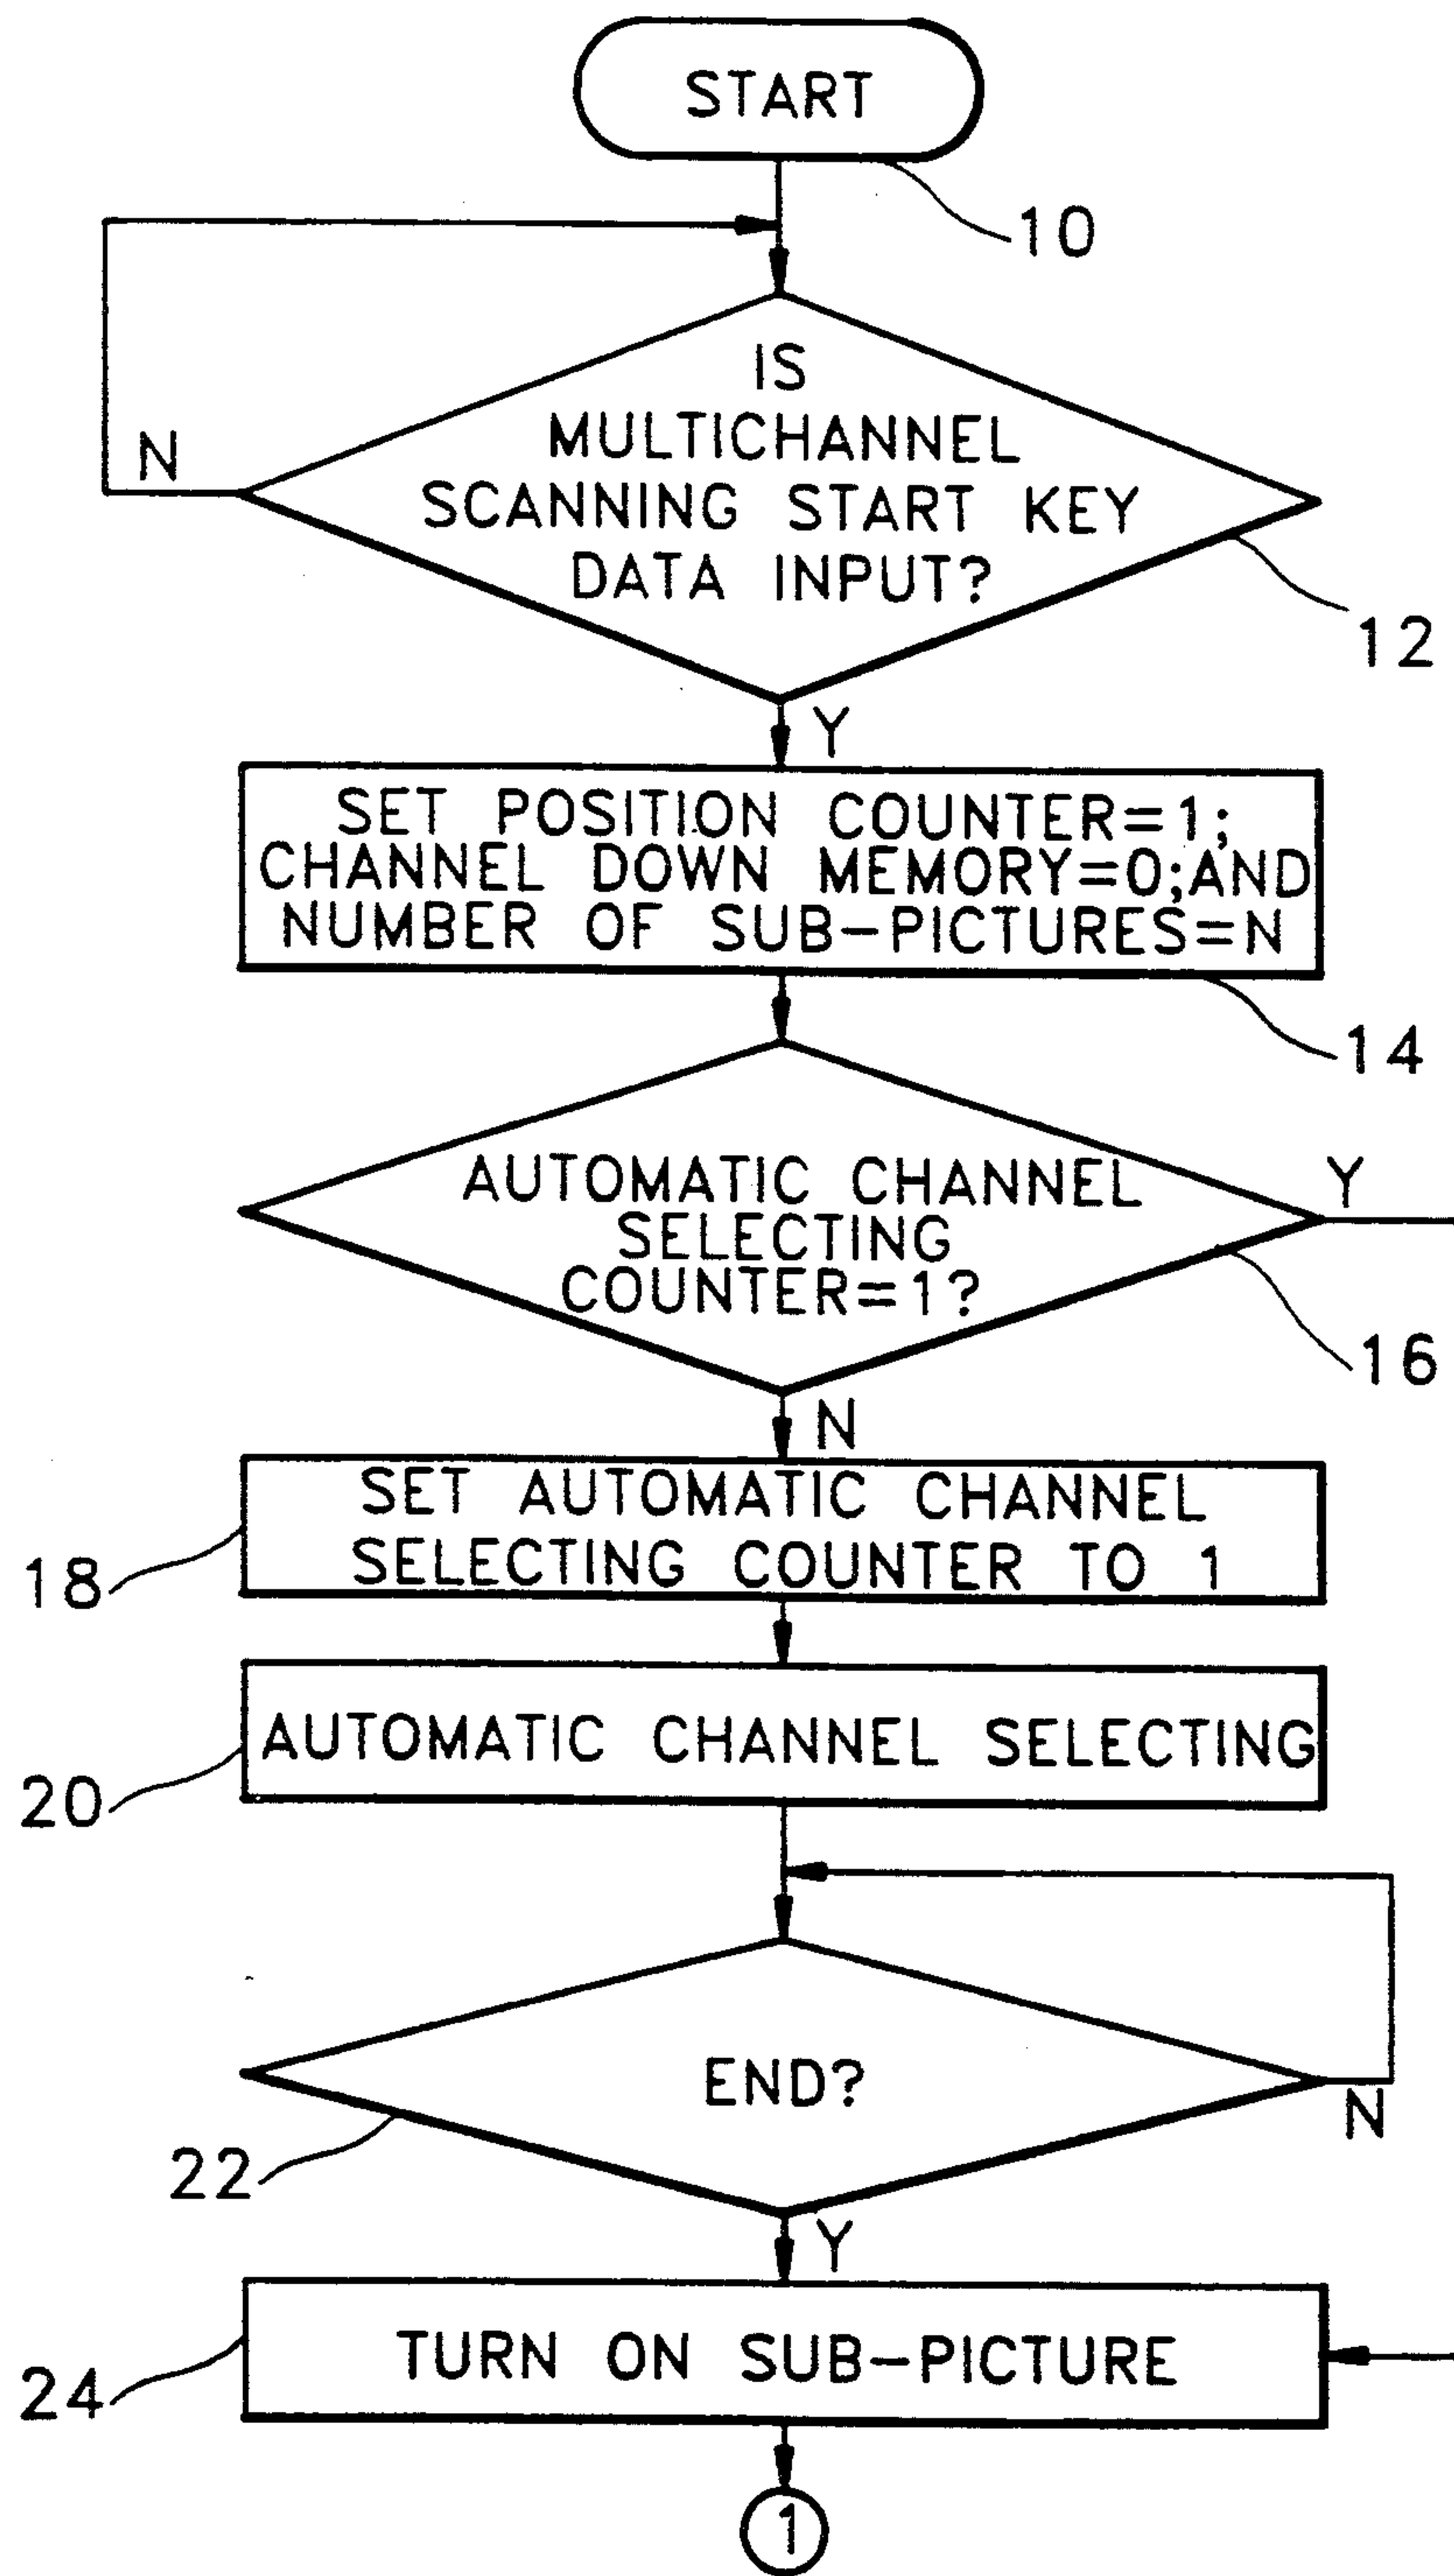 START
10
IS
MULTICHANNEL
N
SCANNING START KEY
DATA INPUT?
12
Y
SET POSITION COUNTER=1;
CHANNEL DOWN MEMORY=0;AND
NUMBER OF SUB-PICTURES=N
14
AUTOMATIC CHANNEL
Y
SELECTING
COUNTER=1?
16
N
SET AUTOMATIC CHANNEL
SELECTING COUNTER TO 1
18
AUTOMATIC CHANNEL SELECTING
20
END?
N
22
Y
TURN ON SUB-PICTURE
24
1